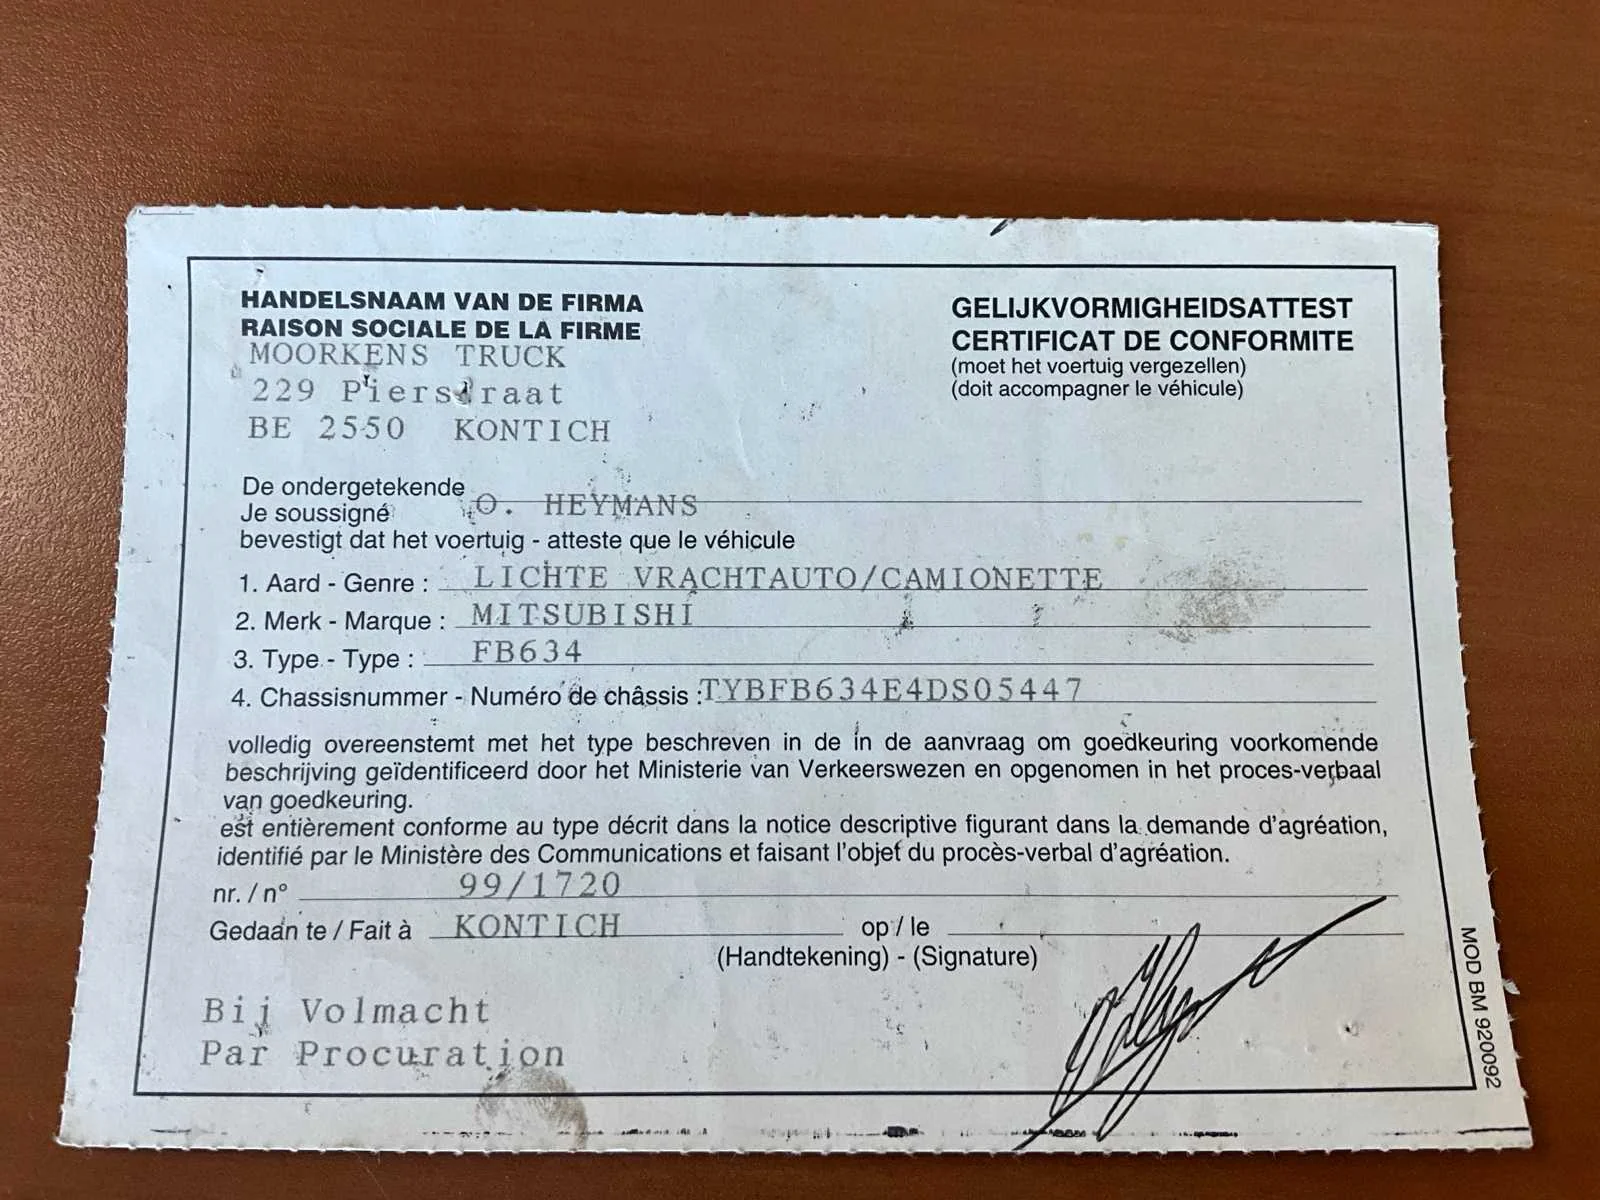 HANDELSNAAM VAN DE FIRMA
RAISON SOCIALE DE LA FIRME
MOORKENS TRUCK
229 Pierstraat
BE 2550 KONTICH
GELIJKVORMIGHEIDSATTEST
CERTIFICAT DE CONFORMITE
(moet het voertuig vergezellen)
(doit accompagner le véhicule)
De ondergetekende
Je soussigné O. HEYMANS
bevestigt dat het voertuig - atteste que le véhicule
1. Aard - Genre : LICHTE VRACHTAUTO/CAMIONETTE
2. Merk - Marque : MITSUBISHI
3. Type - Type : FB634
4. Chassisnummer - Numéro de châssis : TYBFB634E4DS05447
volledig overeenstemt met het type beschreven in de in de aanvraag om goedkeuring voorkomende
beschrijving geïdentificeerd door het Ministerie van Verkeerswezen en opgenomen in het proces-verbaal
van goedkeuring.
est entièrement conforme au type décrit dans la notice descriptive figurant dans la demande d'agréation,
identifié par le Ministère des Communications et faisant l'objet du procès-verbal d'agréation.
nr. / n° 99/1720
Gedaan te / Fait à KONTICH op / le
(Handtekening) - (Signature)
Bij Volmacht
Par Procuration
MOD BM 920092